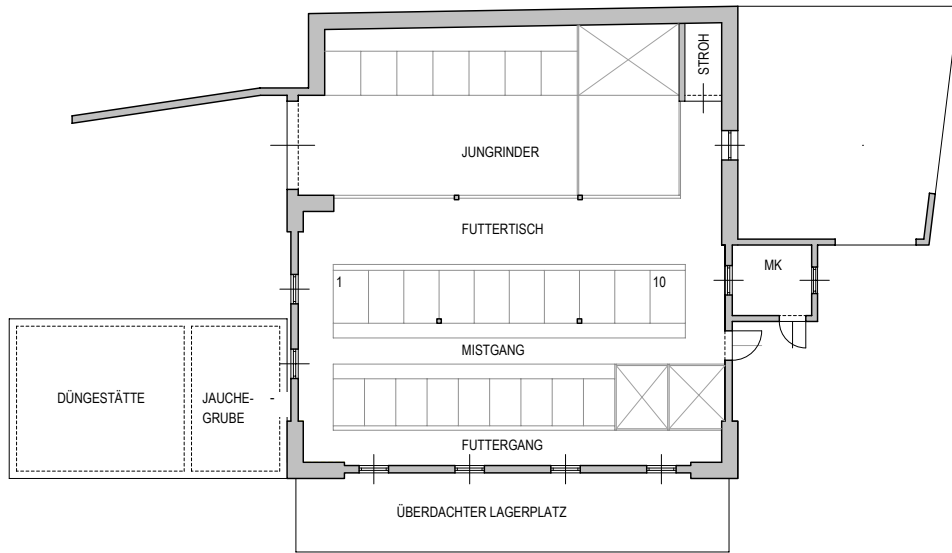 STROH
JUNGRINDER
FUTTERTISCH
1
10
MK
MISTGANG
DÜNGESTÄTTE
JAUCHE-
GRUBE
FUTTERGANG
ÜBERDACHTER LAGERPLATZ